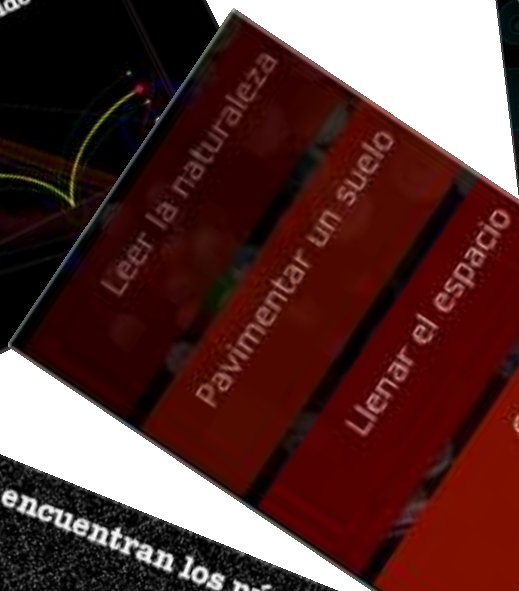 Leer la naturaleza
Pavimentar un suelo
Llenar el espacio
encuentran los